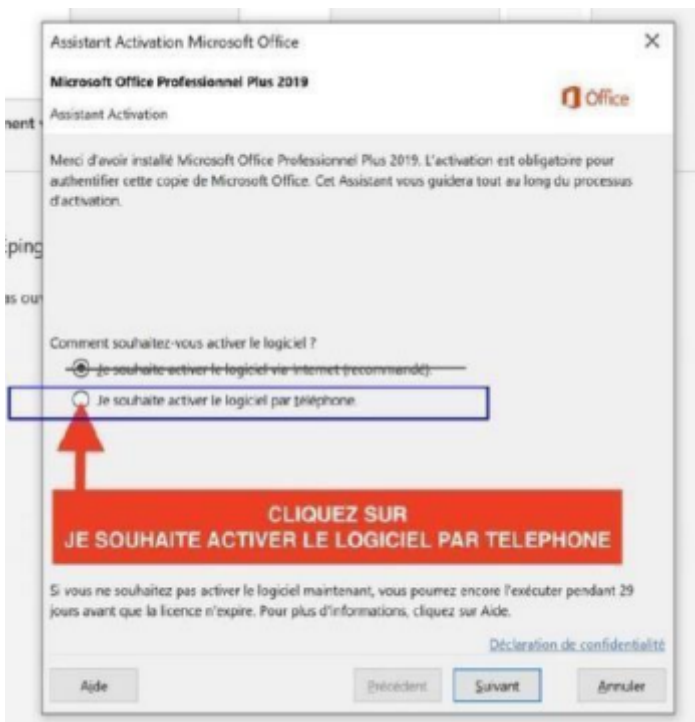 Assistant Activation Microsoft Office
Microsoft Office Professionnel Plus 2019
Office
Assistant Activation
Merci d'avoir installé Microsoft Office Professionnel Plus 2019. L'activation est obligatoire pour
authentifier cette copie de Microsoft Office. Cet Assistant vous guidera tout au long du processus
d'activation.
Comment souhaitez-vous activer le logiciel ?
Je souhaite activer le logiciel via Internet (recommandé).
Je souhaite activer le logiciel par téléphone.
CLIQUEZ SUR
JE SOUHAITE ACTIVER LE LOGICIEL PAR TELEPHONE
Si vous ne souhaitez pas activer le logiciel maintenant, vous pourrez encore l'exécuter pendant 29
jours avant que la licence n'expire. Pour plus d'informations, cliquez sur Aide.
Déclaration de confidentialité
Aide
Précédent
Suivant
Annuler